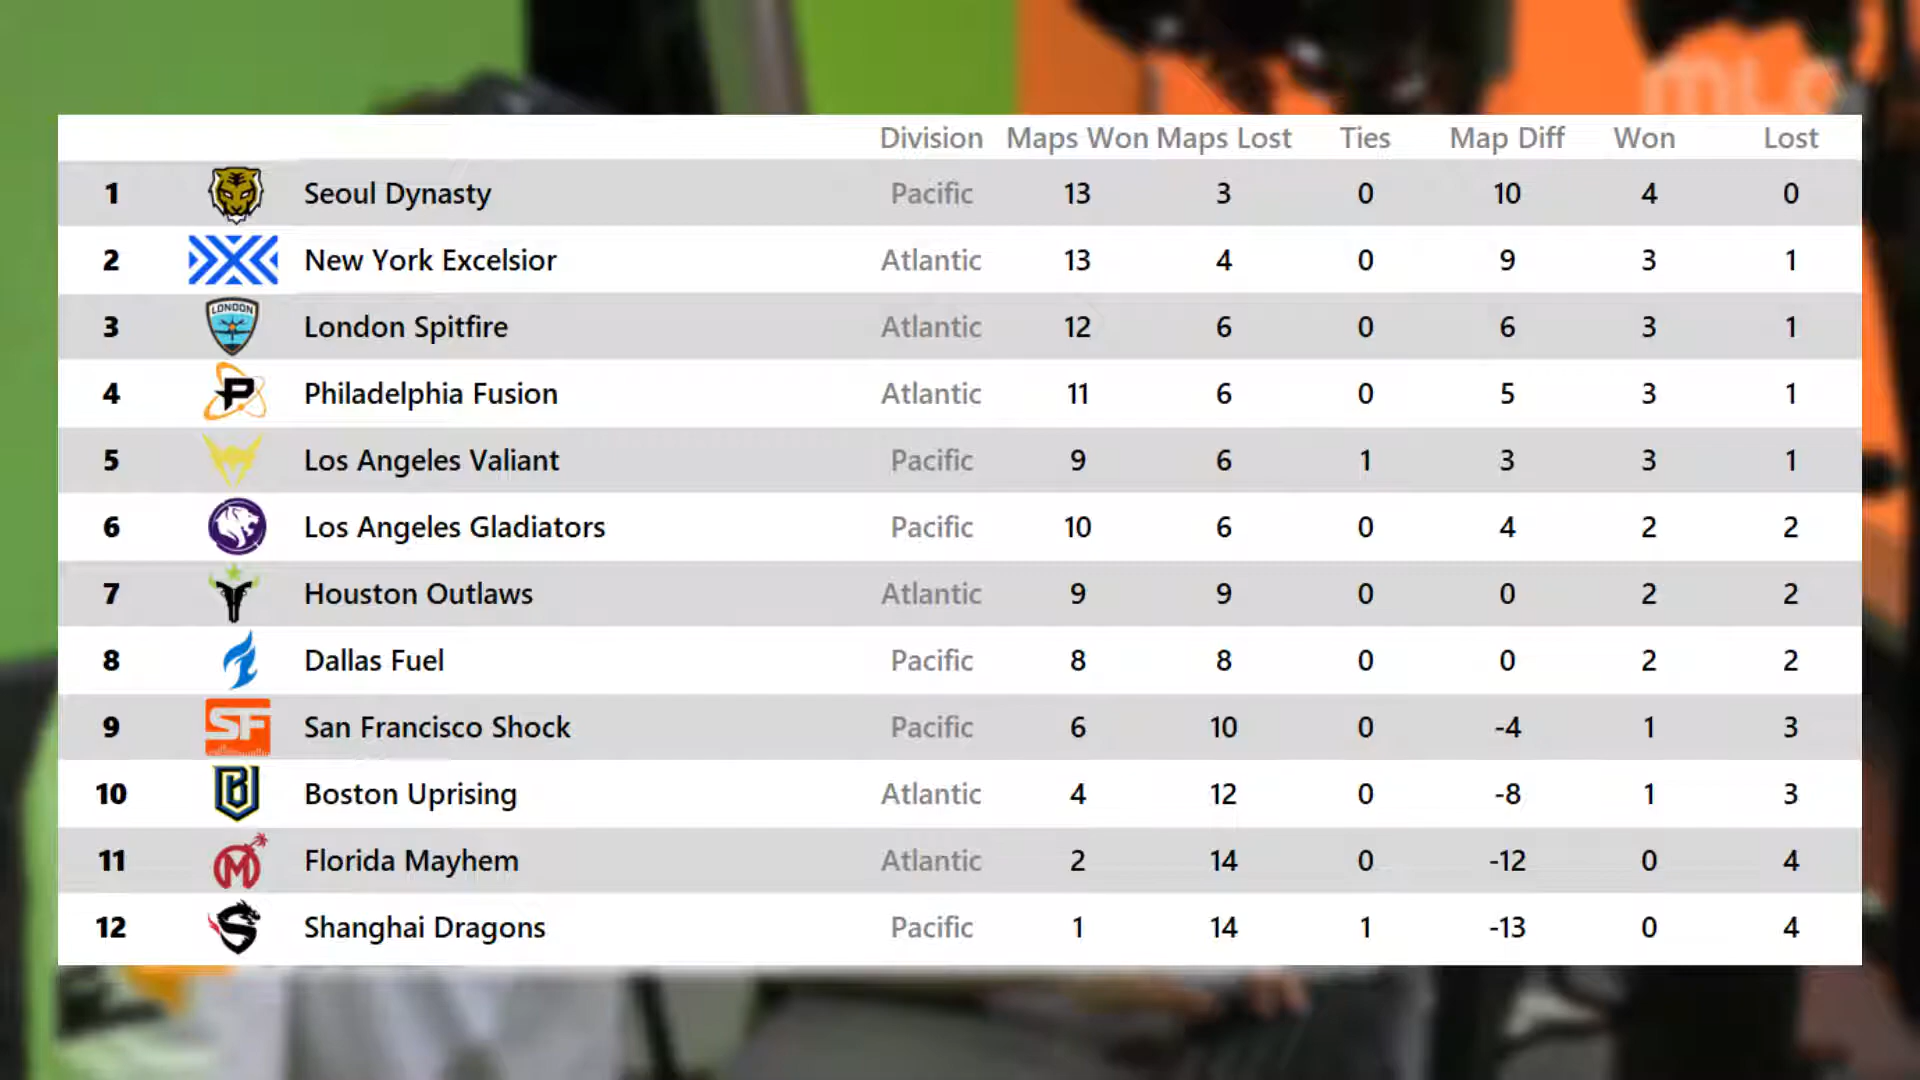 mLG
Division Maps Won Maps Lost Ties Map Diff Won Lost
1 Seoul Dynasty Pacific 13 3 0 10 4 0
2 New York Excelsior Atlantic 13 4 0 9 3 1
3 LONDON London Spitfire Atlantic 12 6 0 6 3 1
4 P Philadelphia Fusion Atlantic 11 6 0 5 3 1
5 Los Angeles Valiant Pacific 9 6 1 3 3 1
6 Los Angeles Gladiators Pacific 10 6 0 4 2 2
7 Houston Outlaws Atlantic 9 9 0 0 2 2
8 Dallas Fuel Pacific 8 8 0 0 2 2
9 SF San Francisco Shock Pacific 6 10 0 -4 1 3
10 B Boston Uprising Atlantic 4 12 0 -8 1 3
11 M Florida Mayhem Atlantic 2 14 0 -12 0 4
12 S Shanghai Dragons Pacific 1 14 1 -13 0 4